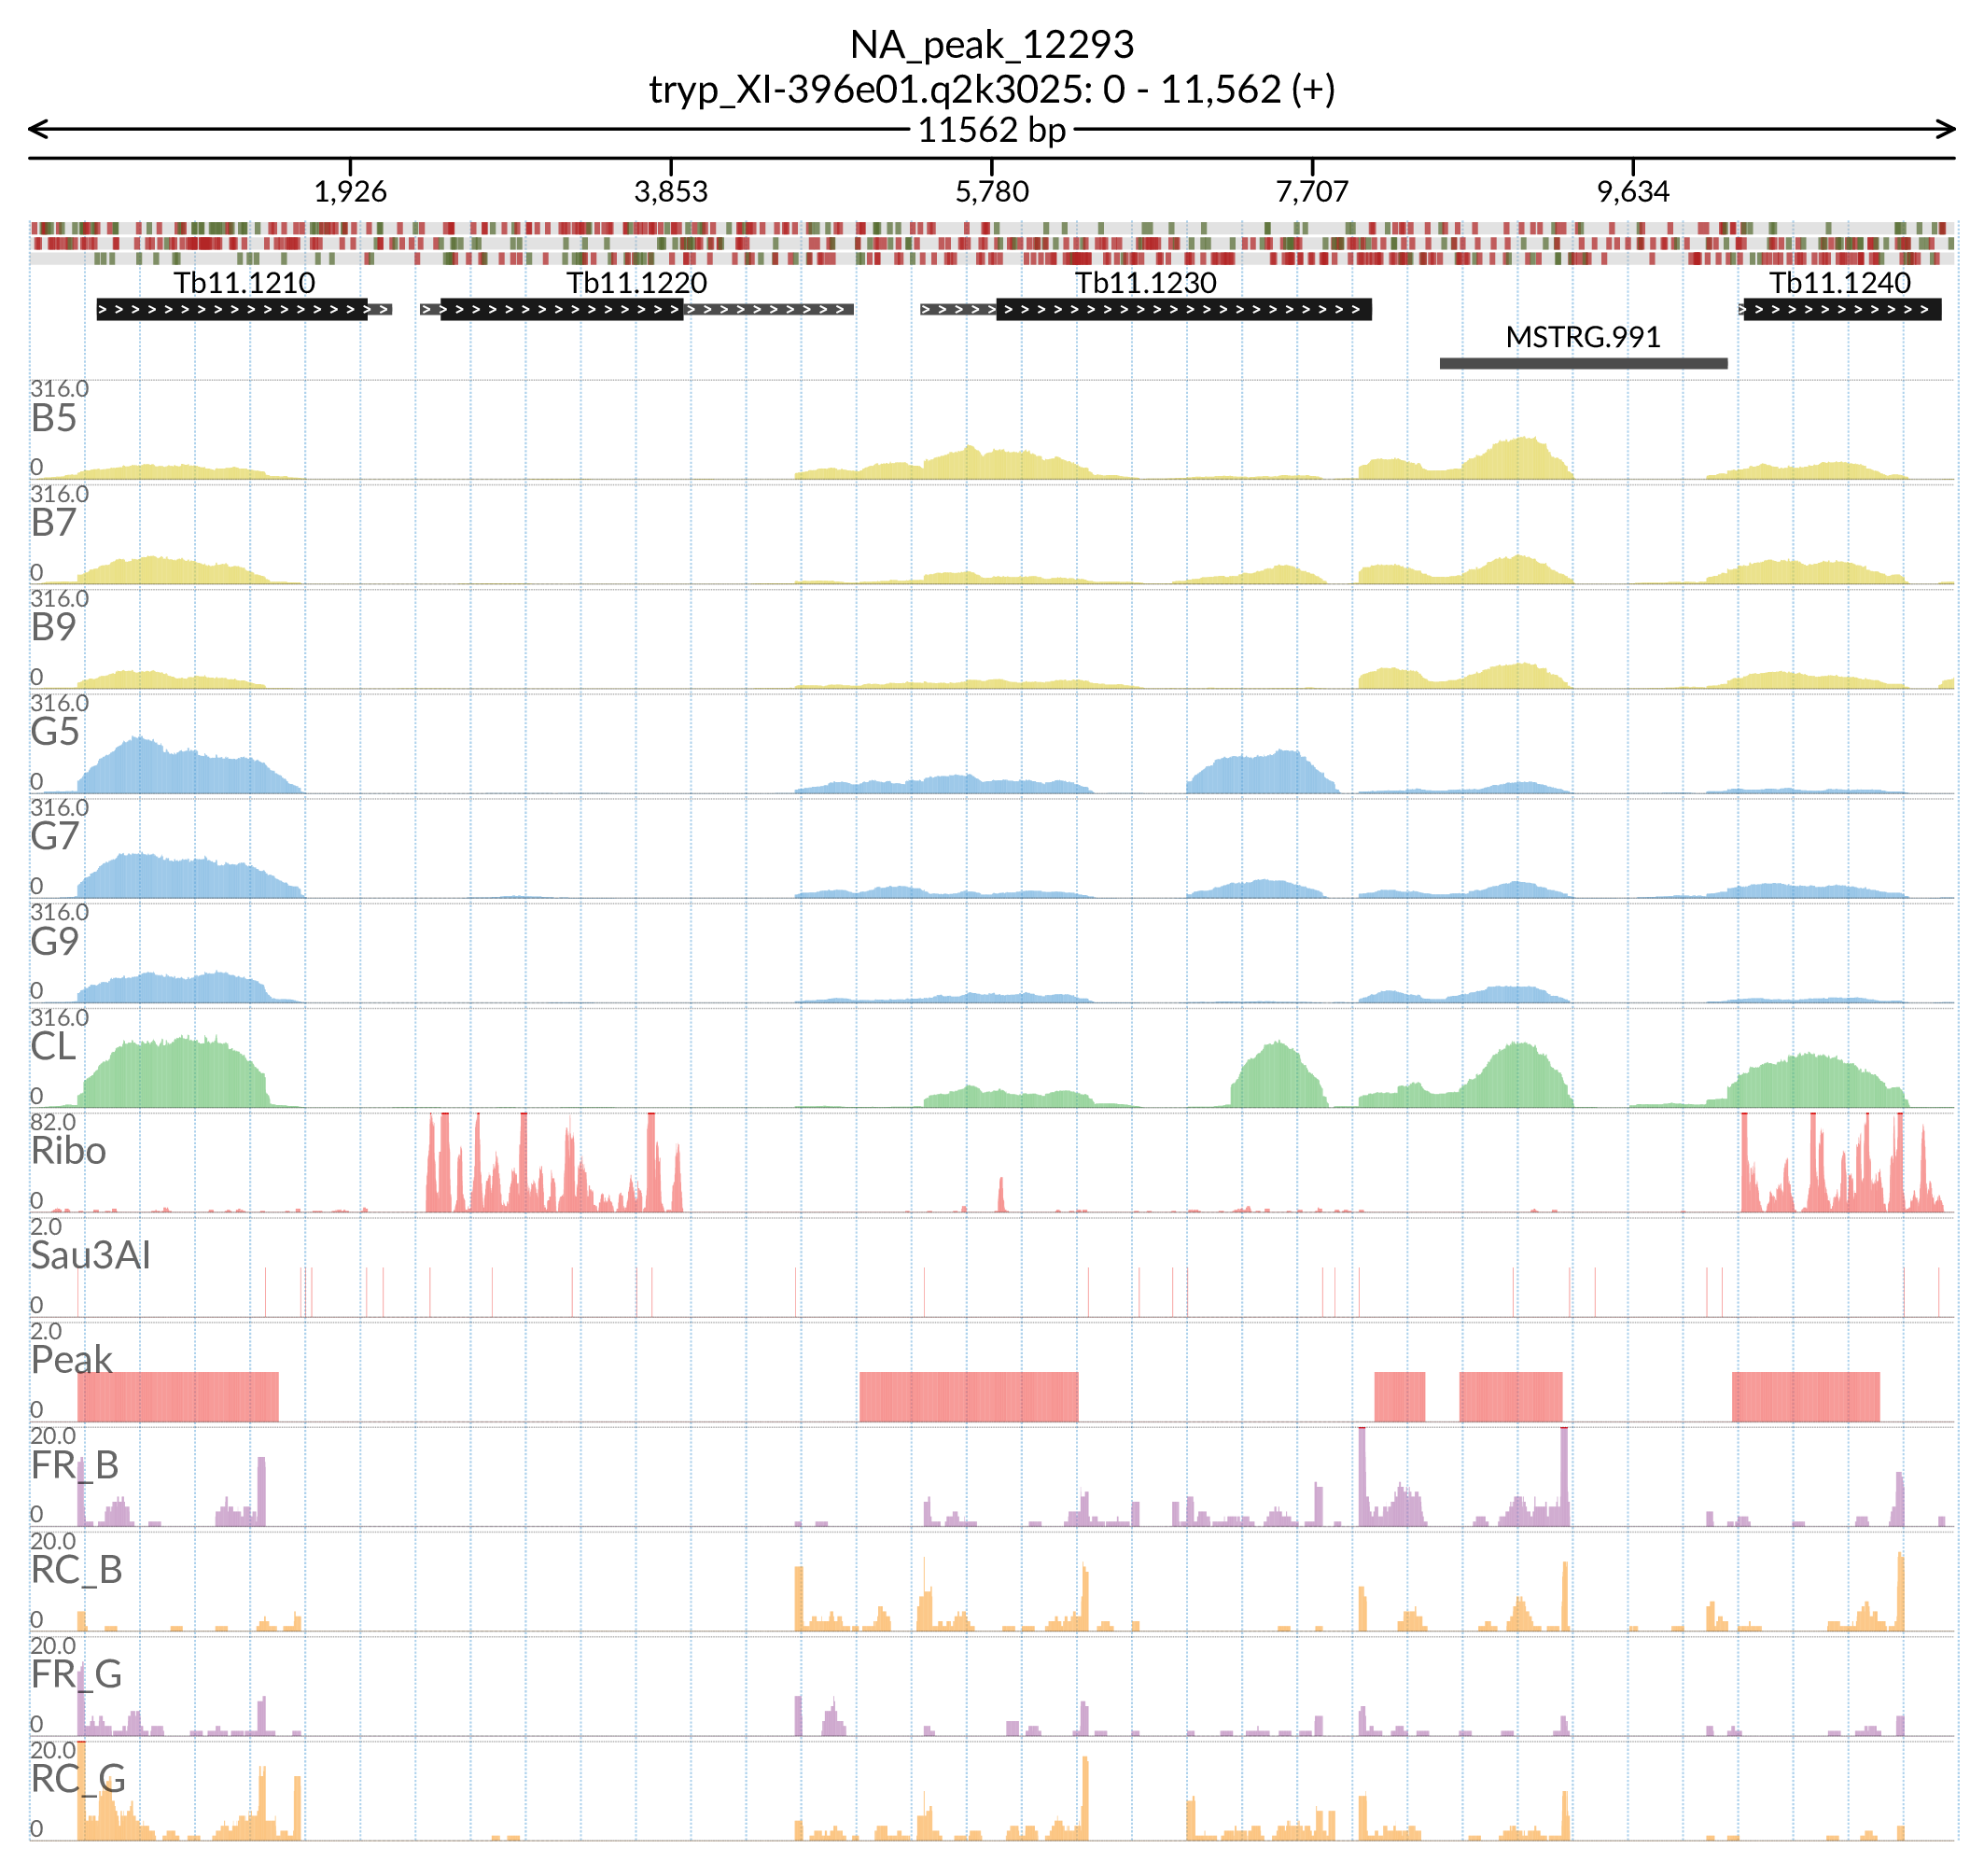 NA_peak_12293
tryp_XI-396e01.q2k3025: 0 - 11,562 (+)
11562 bp
1,926 3,853 5,780 7,707 9,634
Tb11.1210 Tb11.1220 Tb11.1230 Tb11.1240
MSTRG.991
316.0
B5
0
316.0
B7
0
316.0
B9
0
316.0
G5
0
316.0
G7
0
316.0
G9
0
316.0
CL
0
82.0
Ribo
0
2.0
Sau3AI
0
2.0
Peak
0
20.0
FR_B
0
20.0
RC_B
0
20.0
FR_G
0
20.0
RC_G
0